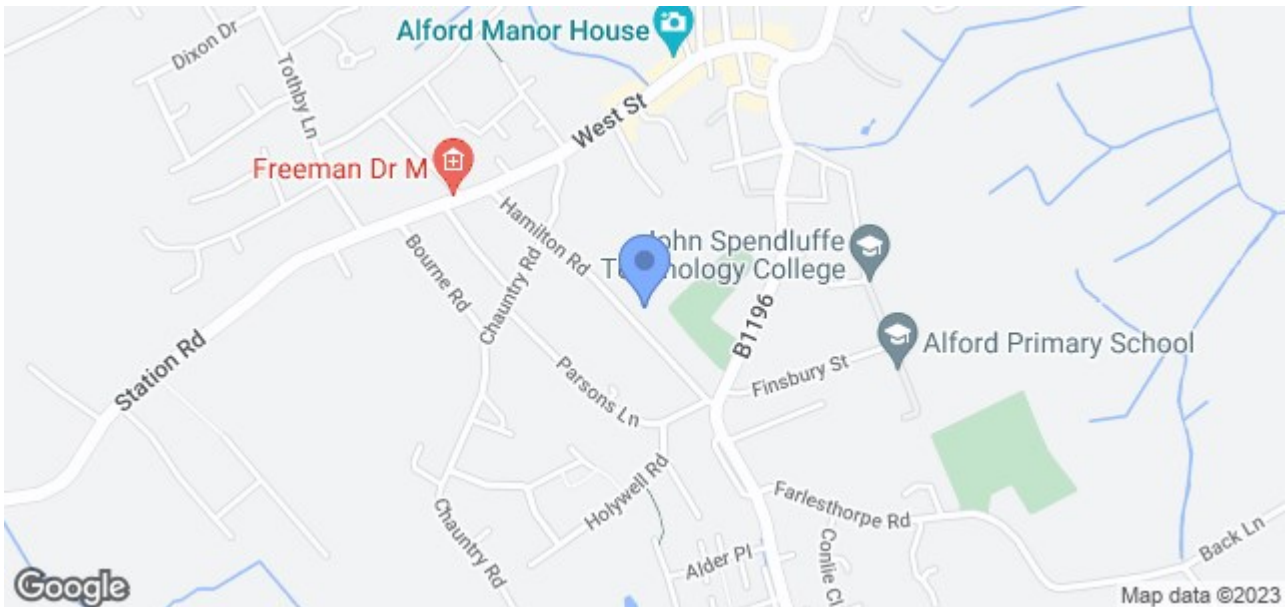 Alford Manor House
Dixon Dr
Tothby Ln
West St
Freeman Dr M
Hamilton Rd
Chauntry Rd
Bourne Rd
John Spendluffe
Technology College
B1196
Station Rd
Parsons Ln
Finsbury St
Alford Primary School
Holywell Rd
Chauntry Rd
Farlesthorpe Rd
Conlie Cl
Alder Pl
Back Ln
Google
Map data ©2023